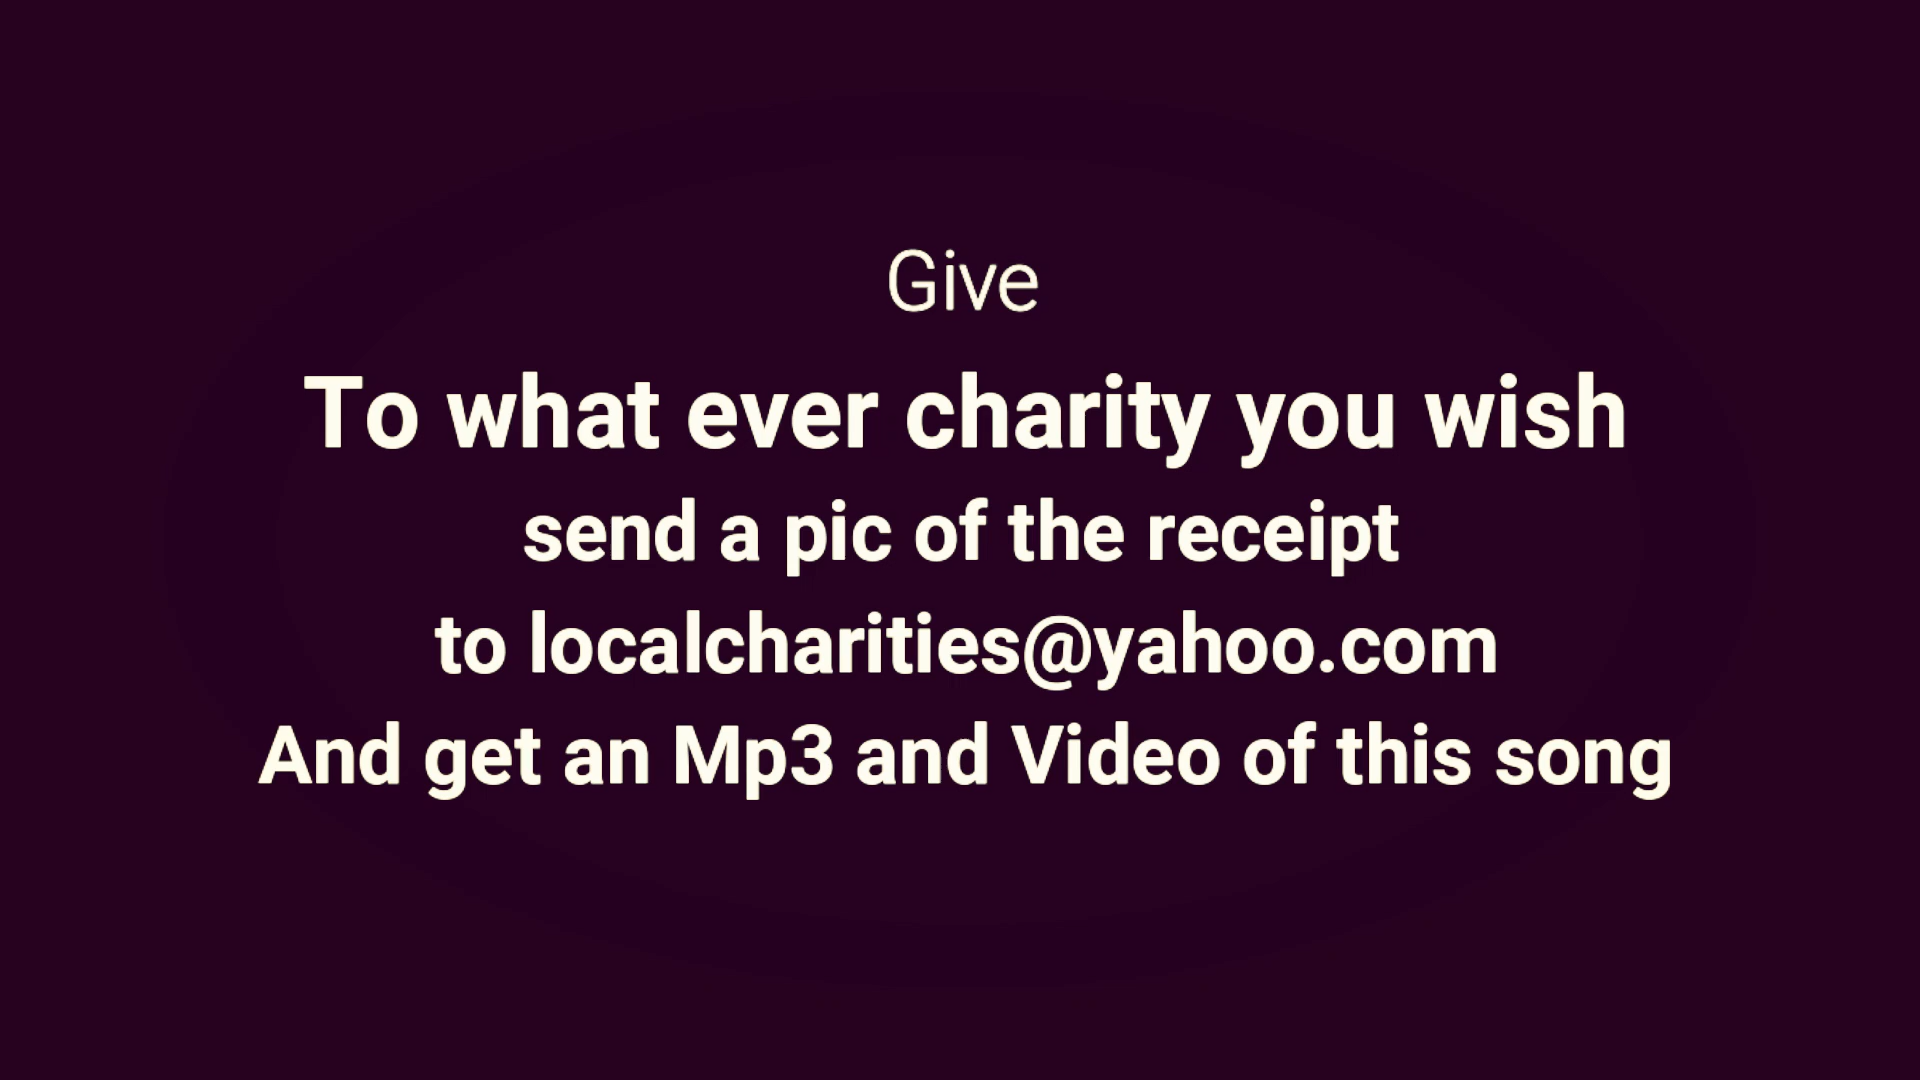 Give
To what ever charity you wish
send a pic of the receipt
to localcharities@yahoo.com
And get an Mp3 and Video of this song